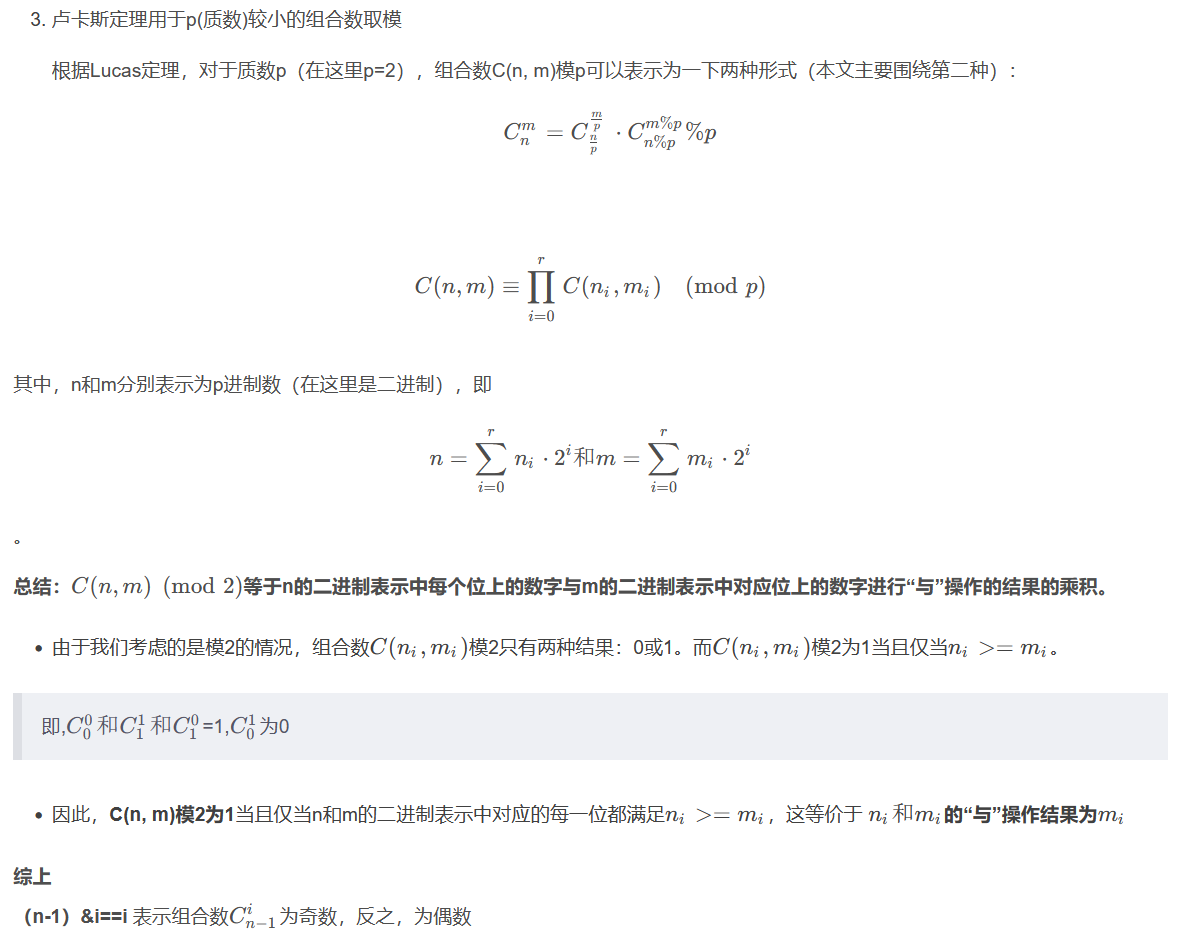 3. 卢卡斯定理用于p(质数)较小的组合数取模
根据Lucas定理，对于质数p（在这里p=2），组合数C(n, m)模p可以表示为一下两种形式（本文主要围绕第二种）：
$C_n^m = C_{\frac{n}{p}}^{\frac{m}{p}} \cdot C_{n\%p}^{m\%p} \% p$
$C(n, m) \equiv \prod_{i=0}^{r} C(n_i, m_i) \pmod{p}$
其中，n和m分别表示为p进制数（在这里是二进制），即
$n = \sum_{i=0}^{r} n_i \cdot 2^i 和 m = \sum_{i=0}^{r} m_i \cdot 2^i$
。
总结：$C(n, m) \pmod{2}$等于n的二进制表示中每个位上的数字与m的二进制表示中对应位上的数字进行“与”操作的结果的乘积。
• 由于我们考虑的是模2的情况，组合数$C(n_i, m_i)$模2只有两种结果：0或1。而$C(n_i, m_i)$模2为1当且仅当$n_i >= m_i$。
即,$C_0^0$和$C_1^1$和$C_1^0$=1,$C_0^1$为0
• 因此，C(n, m)模2为1当且仅当n和m的二进制表示中对应的每一位都满足$n_i >= m_i$，这等价于 $n_i$和$m_i$的“与”操作结果为$m_i$
综上
（n-1）&i==i 表示组合数$C_{n-1}^i$为奇数，反之，为偶数